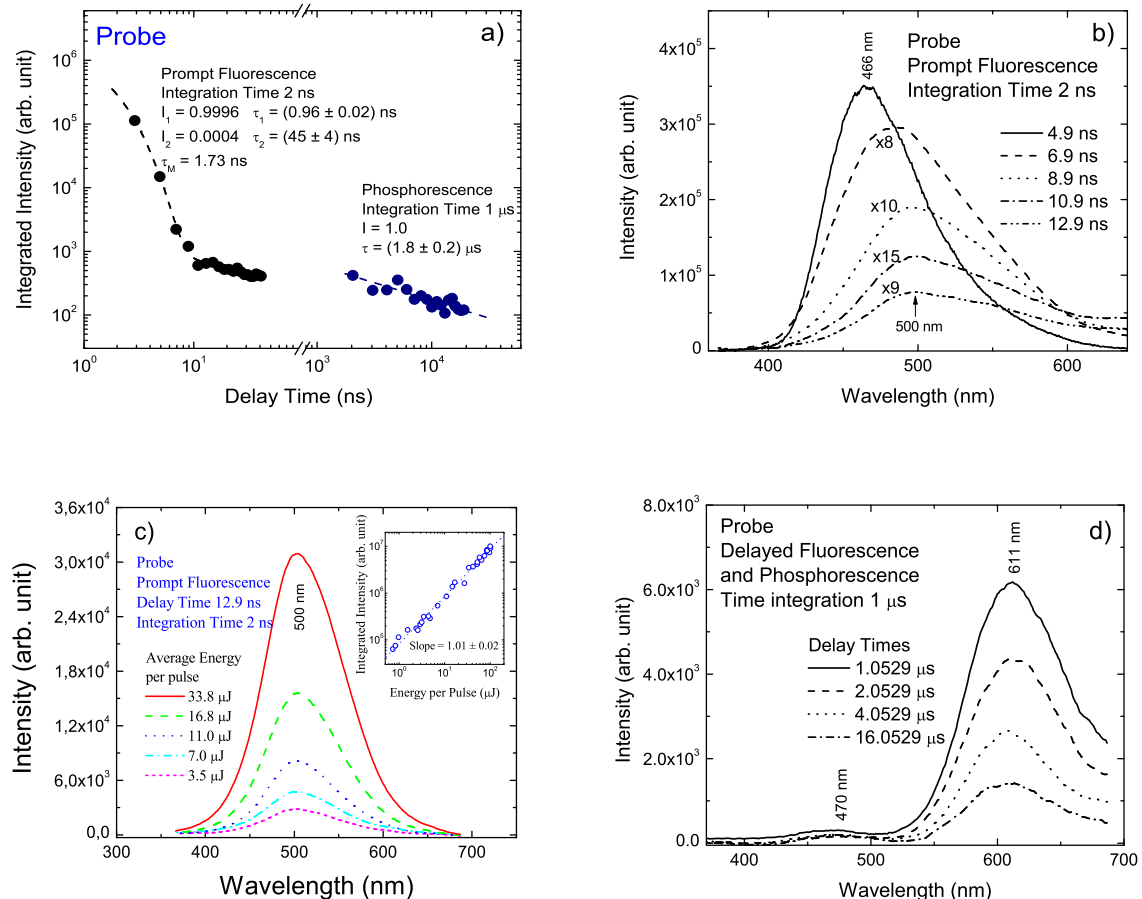 a)
Probe
Prompt Fluorescence
Integration Time 2 ns
I1 = 0.9996 τ1 = (0.96 ± 0.02) ns
I2 = 0.0004 τ2 = (45 ± 4) ns
τM = 1.73 ns
Phosphorescence
Integration Time 1 μs
I = 1.0
τ = (1.8 ± 0.2) μs
Integrated Intensity (arb. unit)
10^6
10^5
10^4
10^3
10^2
10^0 10^1 10^3 10^4
Delay Time (ns)
b)
Probe
Prompt Fluorescence
Integration Time 2 ns
4.9 ns
6.9 ns
8.9 ns
10.9 ns
12.9 ns
466 nm
x8
x10
x15
x9
500 nm
Intensity (arb. unit)
4x10^5
3x10^5
2x10^5
1x10^5
0
400 500 600
Wavelength (nm)
c)
Probe
Prompt Fluorescence
Delay Time 12.9 ns
Integration Time 2 ns
500 nm
Average Energy
per pulse
33.8 μJ
16.8 μJ
11.0 μJ
7.0 μJ
3.5 μJ
Intensity (arb. unit)
3,6x10^4
3.0x10^4
2.4x10^4
1.8x10^4
1.2x10^4
6,0x10^3
0,0
300 400 500 600 700
Wavelength (nm)
Integrated Intensity (arb. unit)
10^7
10^6
10^5
Slope = 1.01 ± 0.02
10^0 10^1 10^2
Energy per Pulse (μJ)
d)
Probe
Delayed Fluorescence
and Phosphorescence
Time integration 1 μs
Delay Times
1.0529 μs
2.0529 μs
4.0529 μs
16.0529 μs
611 nm
470 nm
Intensity (arb. unit)
8.0x10^3
6.0x10^3
4.0x10^3
2.0x10^3
0.0
400 500 600 700
Wavelength (nm)